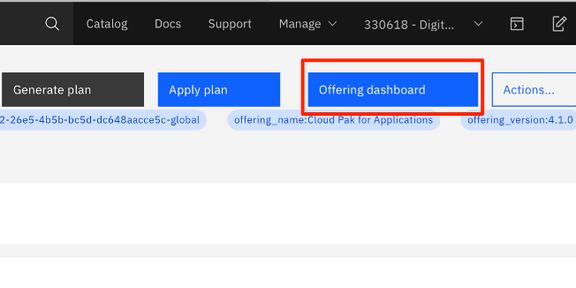 Catalog Docs Support Manage 330618 - Digit...
Generate plan Apply plan Offering dashboard Actions...
2-26e5-4b5b-bc5d-dc648aacce5c-global offering_name:Cloud Pak for Applications offering_version:4.1.0